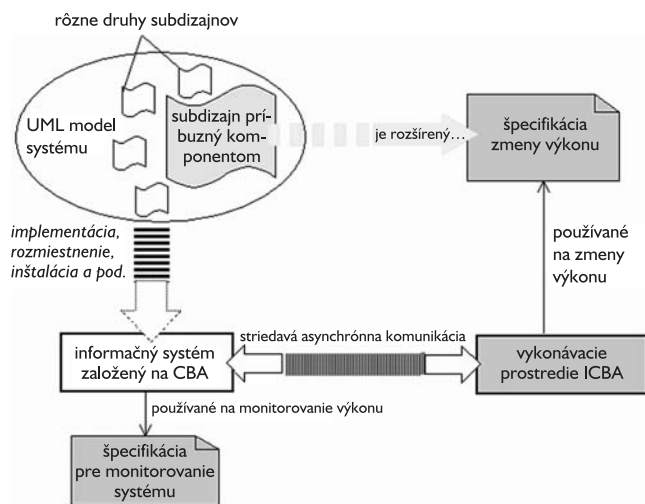 rôzne druhy subdizajnov
UML model
systému
subdizajn prí-
buzný kom-
ponentom
je rozšírený…
špecifikácia
zmeny výkonu
implementácia,
rozmiestnenie,
inštalácia a pod.
používané
na zmeny
výkonu
striedavá asynchrónna komunikácia
informačný systém
založený na CBA
vykonávacie
prostredie ICBA
používané na monitorovanie výkonu
špecifikácia
pre monitorovanie
systému